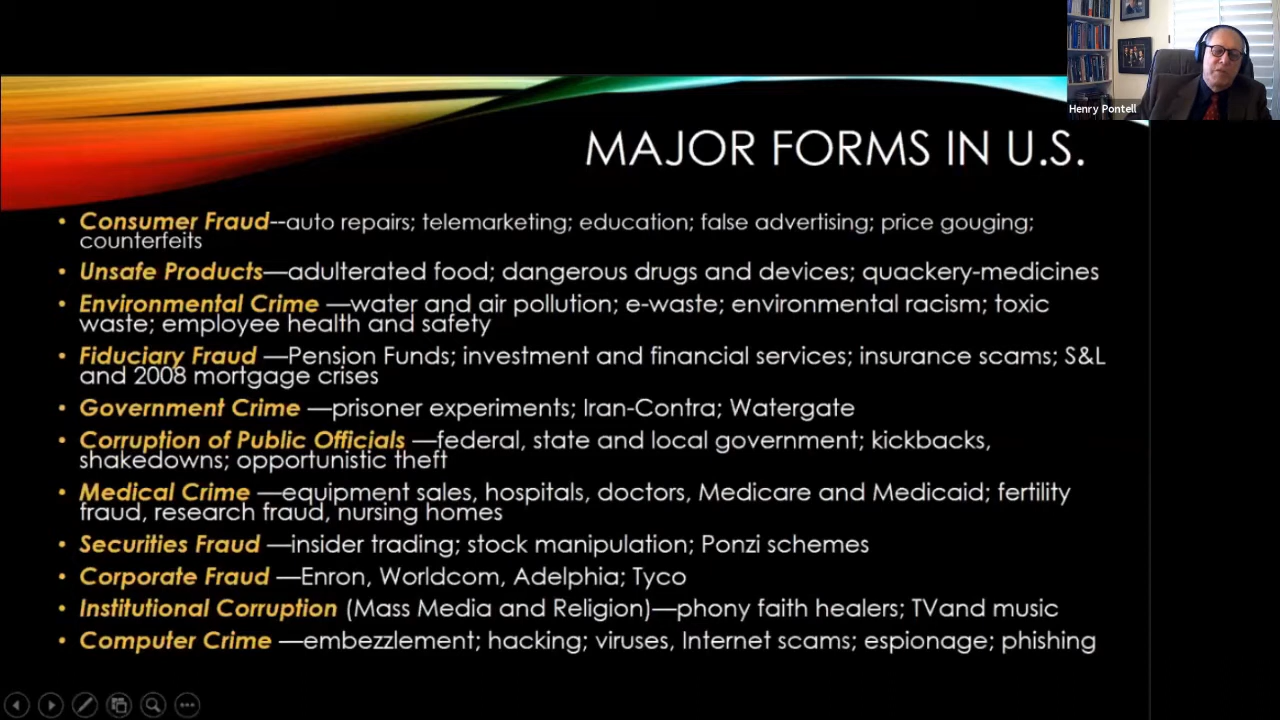 Henry Pontell
MAJOR FORMS IN U.S.
• Consumer Fraud--auto repairs; telemarketing; education; false advertising; price gouging;
counterfeits
• Unsafe Products—adulterated food; dangerous drugs and devices; quackery-medicines
• Environmental Crime —water and air pollution; e-waste; environmental racism; toxic
waste; employee health and safety
• Fiduciary Fraud —Pension Funds; investment and financial services; insurance scams; S&L
and 2008 mortgage crises
• Government Crime —prisoner experiments; Iran-Contra; Watergate
• Corruption of Public Officials —federal, state and local government; kickbacks,
shakedowns; opportunistic theft
• Medical Crime —equipment sales, hospitals, doctors, Medicare and Medicaid; fertility
fraud, research fraud, nursing homes
• Securities Fraud —insider trading; stock manipulation; Ponzi schemes
• Corporate Fraud —Enron, Worldcom, Adelphia; Tyco
• Institutional Corruption (Mass Media and Religion)—phony faith healers; TVand music
• Computer Crime —embezzlement; hacking; viruses, Internet scams; espionage; phishing